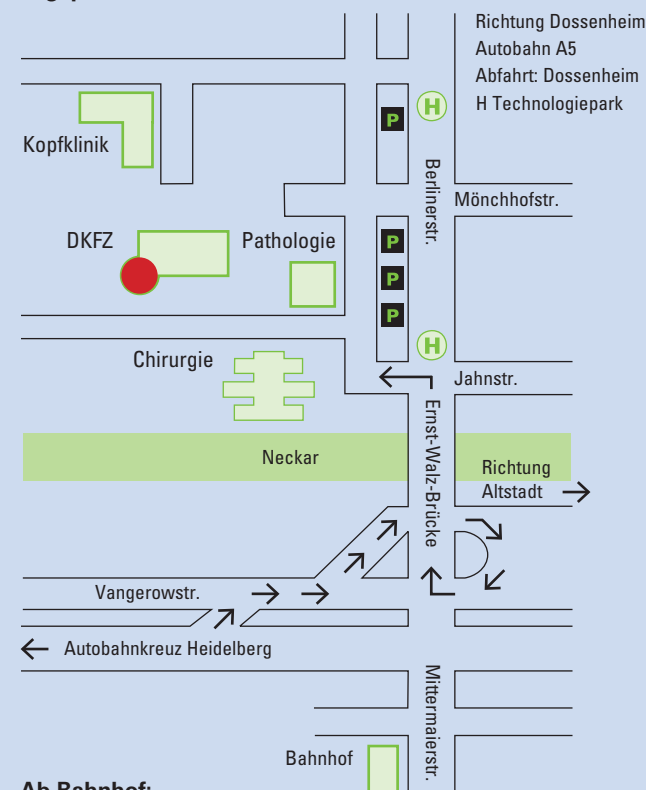 Richtung Dossenheim
Autobahn A5
Abfahrt: Dossenheim
H Technologiepark
H
P
Kopfklinik
Berlinerstr.
Mönchhofstr.
DKFZ
Pathologie
P
P
P
H
Chirurgie
Jahnstr.
Ernst-Walz-Brücke
Neckar
Richtung
Altstadt
Vangerowstr.
Autobahnkreuz Heidelberg
Mittermaierstr.
Bahnhof
Ab Bahnhof: